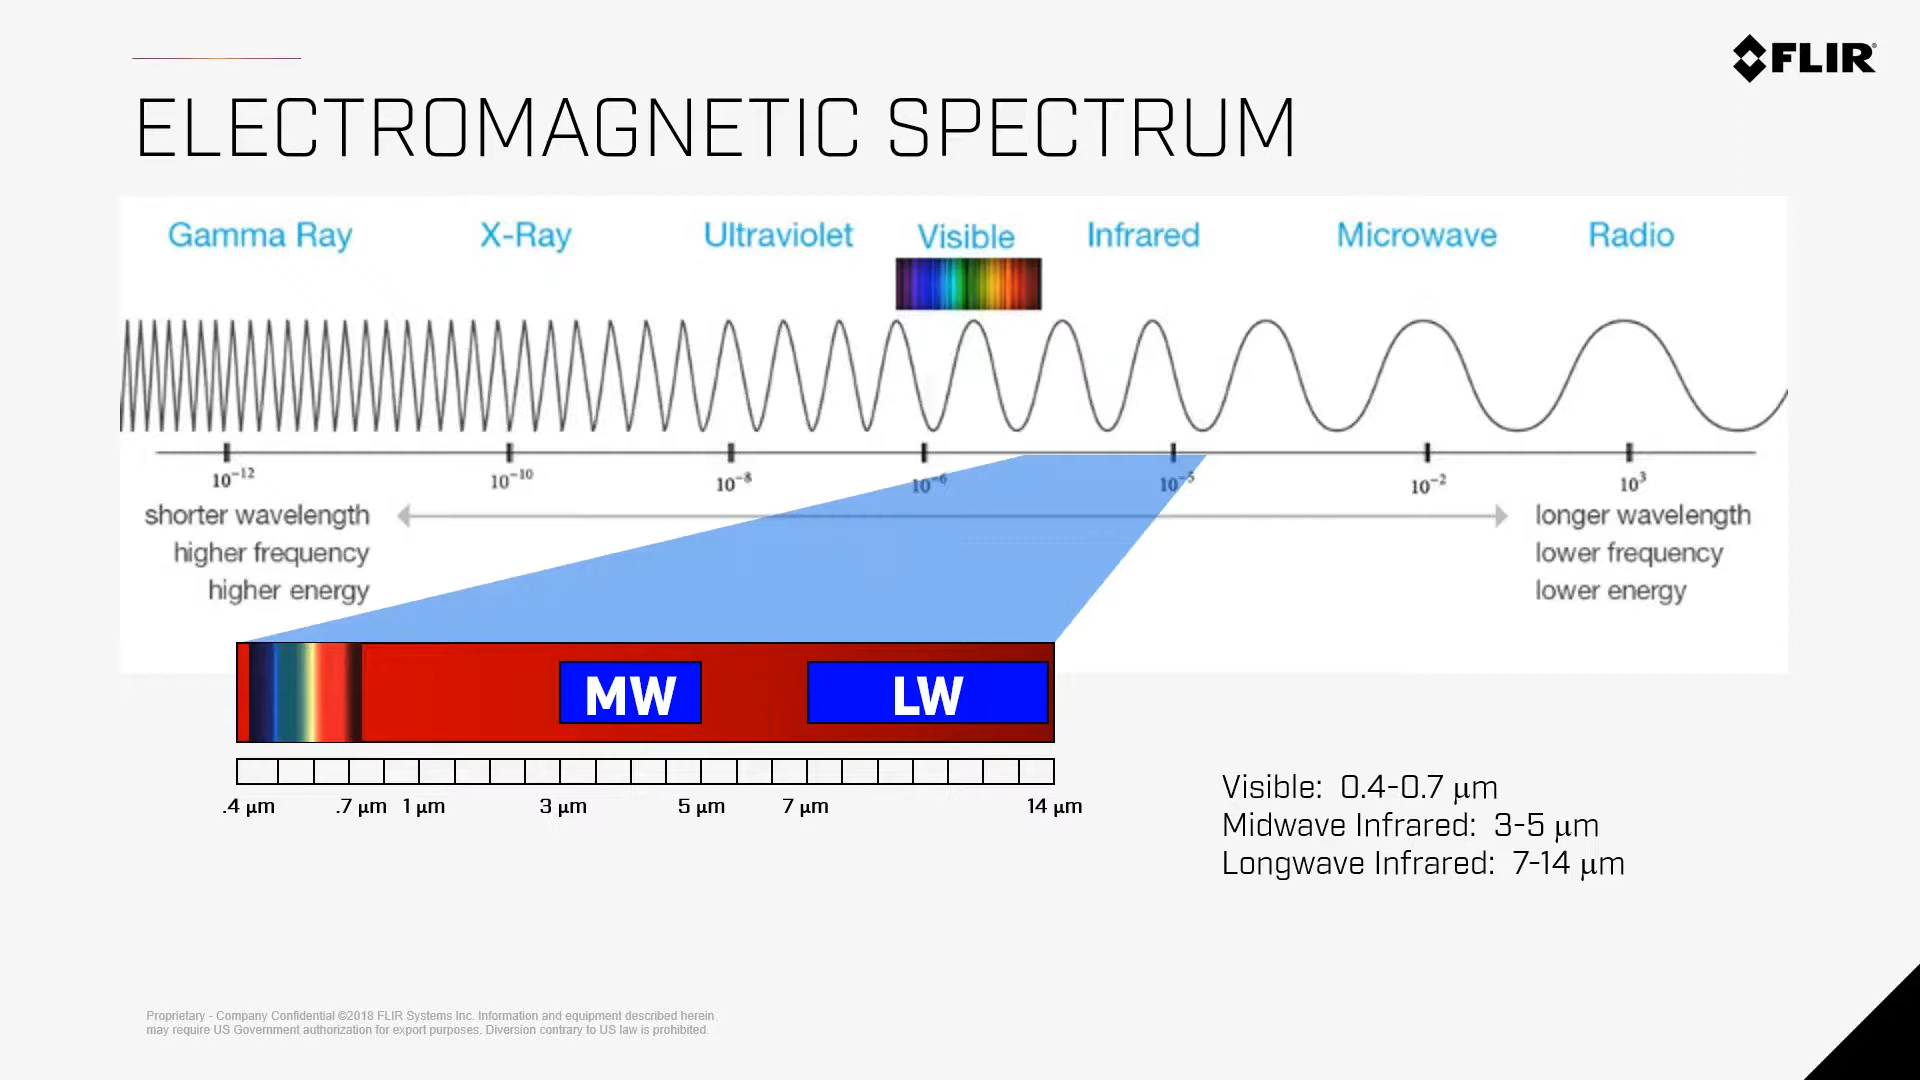 FLIR
ELECTROMAGNETIC SPECTRUM
Gamma Ray X-Ray Ultraviolet Visible Infrared Microwave Radio
10⁻¹² 10⁻¹⁰ 10⁻⁸ 10⁻⁶ 10⁻⁵ 10⁻² 10³
shorter wavelength longer wavelength
higher frequency lower frequency
higher energy lower energy
MW LW
.4 µm .7 µm 1 µm 3 µm 5 µm 7 µm 14 µm
Visible: 0.4-0.7 µm
Midwave Infrared: 3-5 µm
Longwave Infrared: 7-14 µm
Proprietary - Company Confidential ©2018 FLIR Systems Inc. Information and equipment described herein
may require US Government authorization for export purposes. Diversion contrary to US law is prohibited.